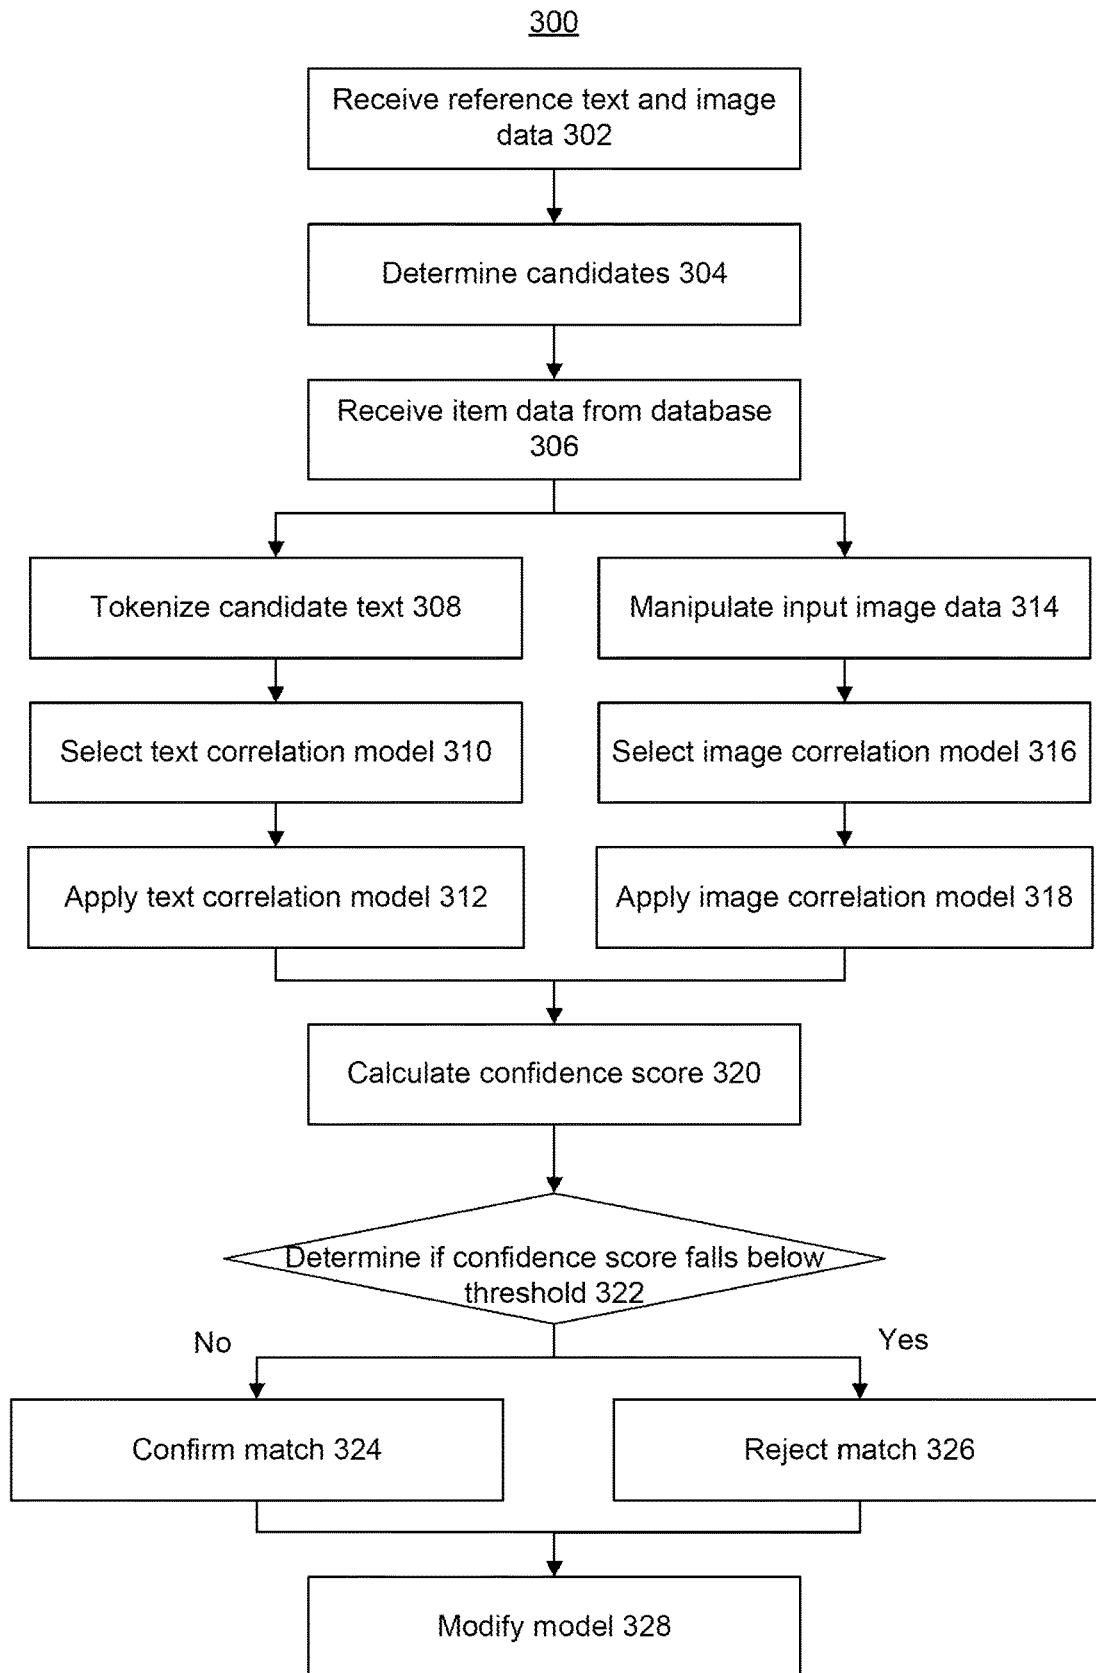 300
Receive reference text and image
data 302
Determine candidates 304
Receive item data from database
306
Tokenize candidate text 308
Manipulate input image data 314
Select text correlation model 310
Select image correlation model 316
Apply text correlation model 312
Apply image correlation model 318
Calculate confidence score 320
Determine if confidence score falls below
threshold 322
No
Yes
Confirm match 324
Reject match 326
Modify model 328